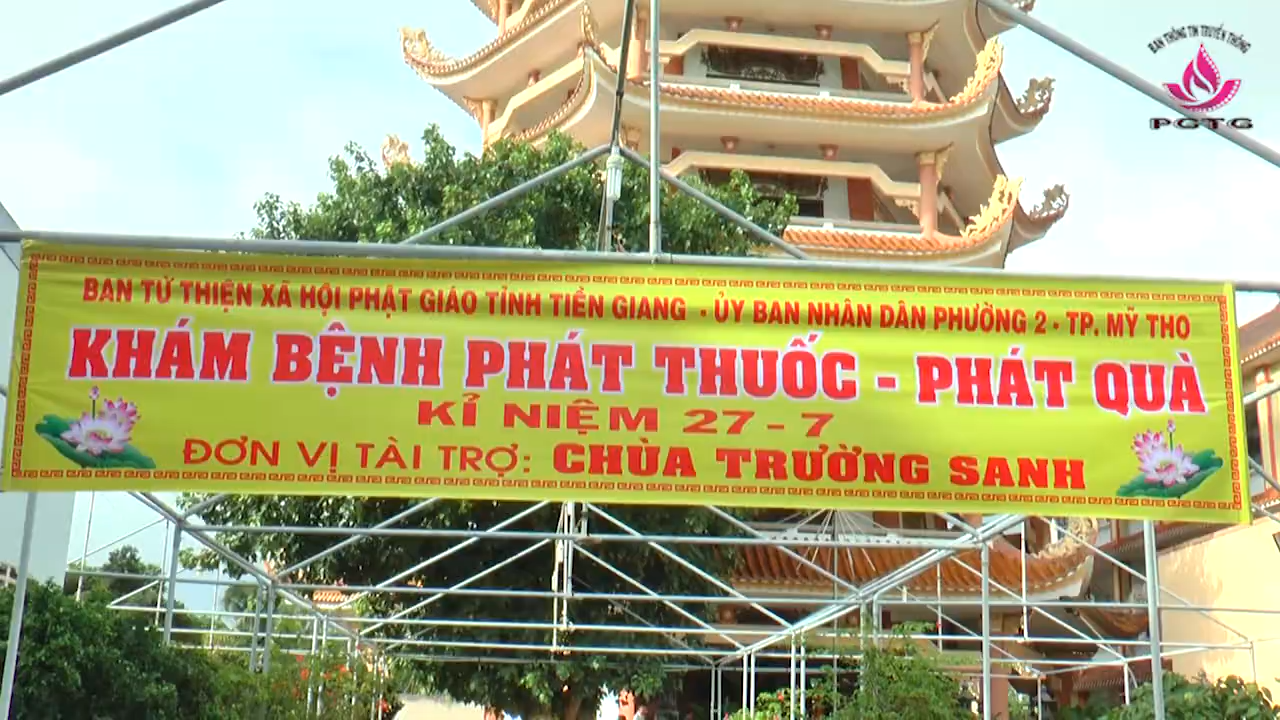 BAN THÔNG TIN TRUYỀN THÔNG
PGTG
BAN TỪ THIỆN XÃ HỘI PHẬT GIÁO TỈNH TIỀN GIANG - ỦY BAN NHÂN DÂN PHƯỜNG 2 - TP. MỸ THO
KHÁM BỆNH PHÁT THUỐC - PHÁT QUÀ
KỈ NIỆM 27 - 7
ĐƠN VỊ TÀI TRỢ: CHÙA TRƯỜNG SANH